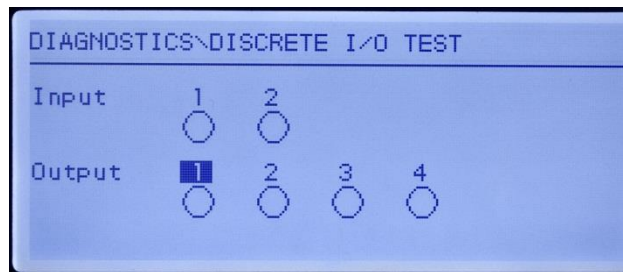 DIAGNOSTICS\DISCRETE I/O TEST
Input 1 2
Output 1 2 3 4